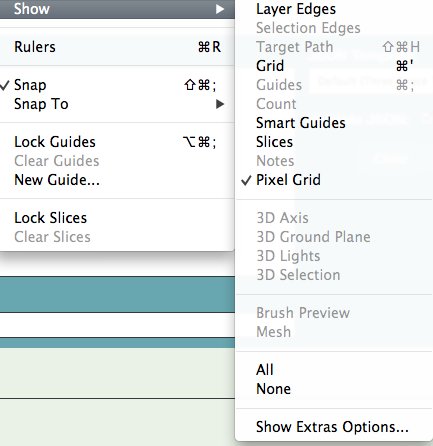 Show ▶
Rulers ⌘R
✓ Snap ⇧⌘;
Snap To ▶
Lock Guides ⌥⌘;
Clear Guides
New Guide...
Lock Slices
Clear Slices
Layer Edges
Selection Edges
Target Path ⇧⌘H
Grid ⌘'
Guides ⌘;
Count
Smart Guides
Slices
Notes
✓ Pixel Grid
3D Axis
3D Ground Plane
3D Lights
3D Selection
Brush Preview
Mesh
All
None
Show Extras Options...